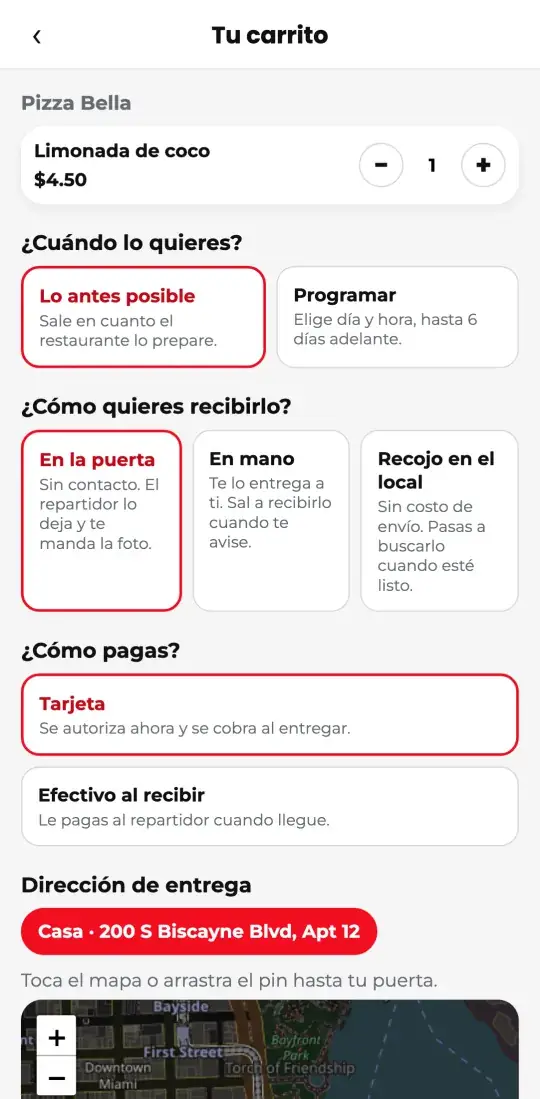 Tu carrito
Pizza Bella
Limonada de coco
$4.50
1
¿Cuándo lo quieres?
Lo antes posible
Sale en cuanto el
restaurante lo prepare.
Programar
Elige día y hora, hasta 6
días adelante.
¿Cómo quieres recibirlo?
En la puerta
Sin contacto. El
repartidor lo
deja y te
manda la foto.
En mano
Te lo entrega a
ti. Sal a recibirlo
cuando te
avise.
Recojo en el
local
Sin costo de
envío. Pasas a
buscarlo
cuando esté
listo.
¿Cómo pagas?
Tarjeta
Se autoriza ahora y se cobra al entregar.
Efectivo al recibir
Le pagas al repartidor cuando llegue.
Dirección de entrega
Casa · 200 S Biscayne Blvd, Apt 12
Toca el mapa o arrastra el pin hasta tu puerta.
Bayside
First Street
Bayfront
Park
Downtown
Miami
Torch of Friendship